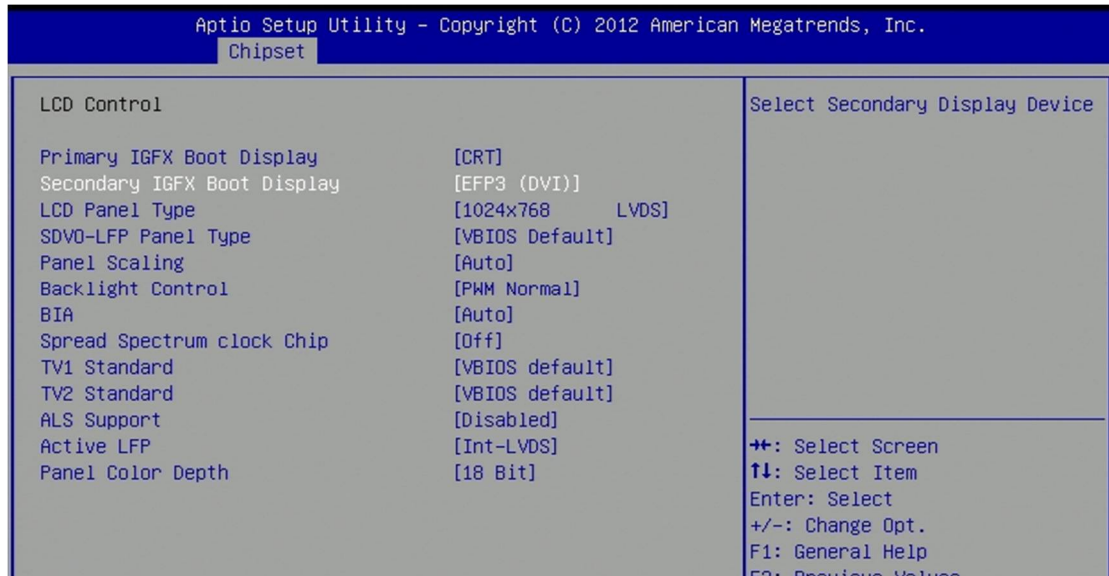 Aptio Setup Utility – Copyright (C) 2012 American Megatrends, Inc.
Chipset
LCD Control
Primary IGFX Boot Display [CRT]
Secondary IGFX Boot Display [EFP3 (DVI)]
LCD Panel Type [1024x768 LVDS]
SDVO-LFP Panel Type [VBIOS Default]
Panel Scaling [Auto]
Backlight Control [PWM Normal]
BIA [Auto]
Spread Spectrum clock Chip [Off]
TV1 Standard [VBIOS default]
TV2 Standard [VBIOS default]
ALS Support [Disabled]
Active LFP [Int-LVDS]
Panel Color Depth [18 Bit]
Select Secondary Display Device
→←: Select Screen
↑↓: Select Item
Enter: Select
+/-: Change Opt.
F1: General Help
F2: Previous Values